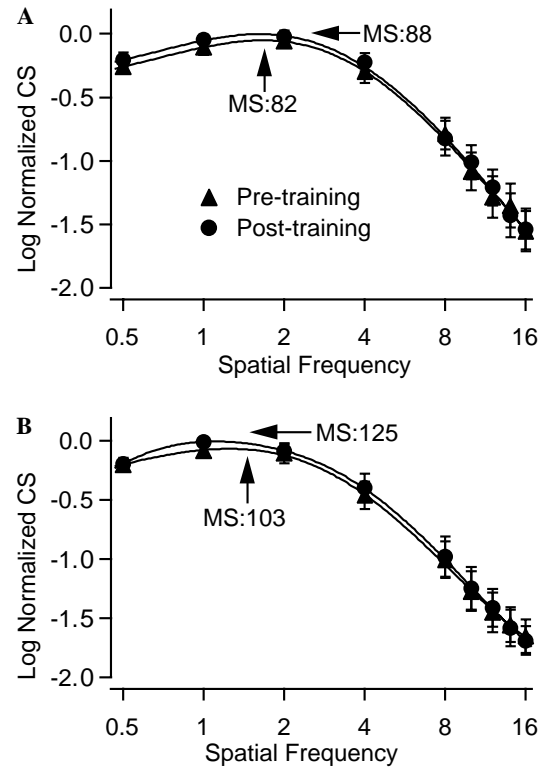 A
Log Normalized CS
0.0
-0.5
-1.0
-1.5
-2.0
MS:88
MS:82
Pre-training
Post-training
0.5 1 2 4 8 16
Spatial Frequency
B
Log Normalized CS
0.0
-0.5
-1.0
-1.5
-2.0
MS:125
MS:103
0.5 1 2 4 8 16
Spatial Frequency